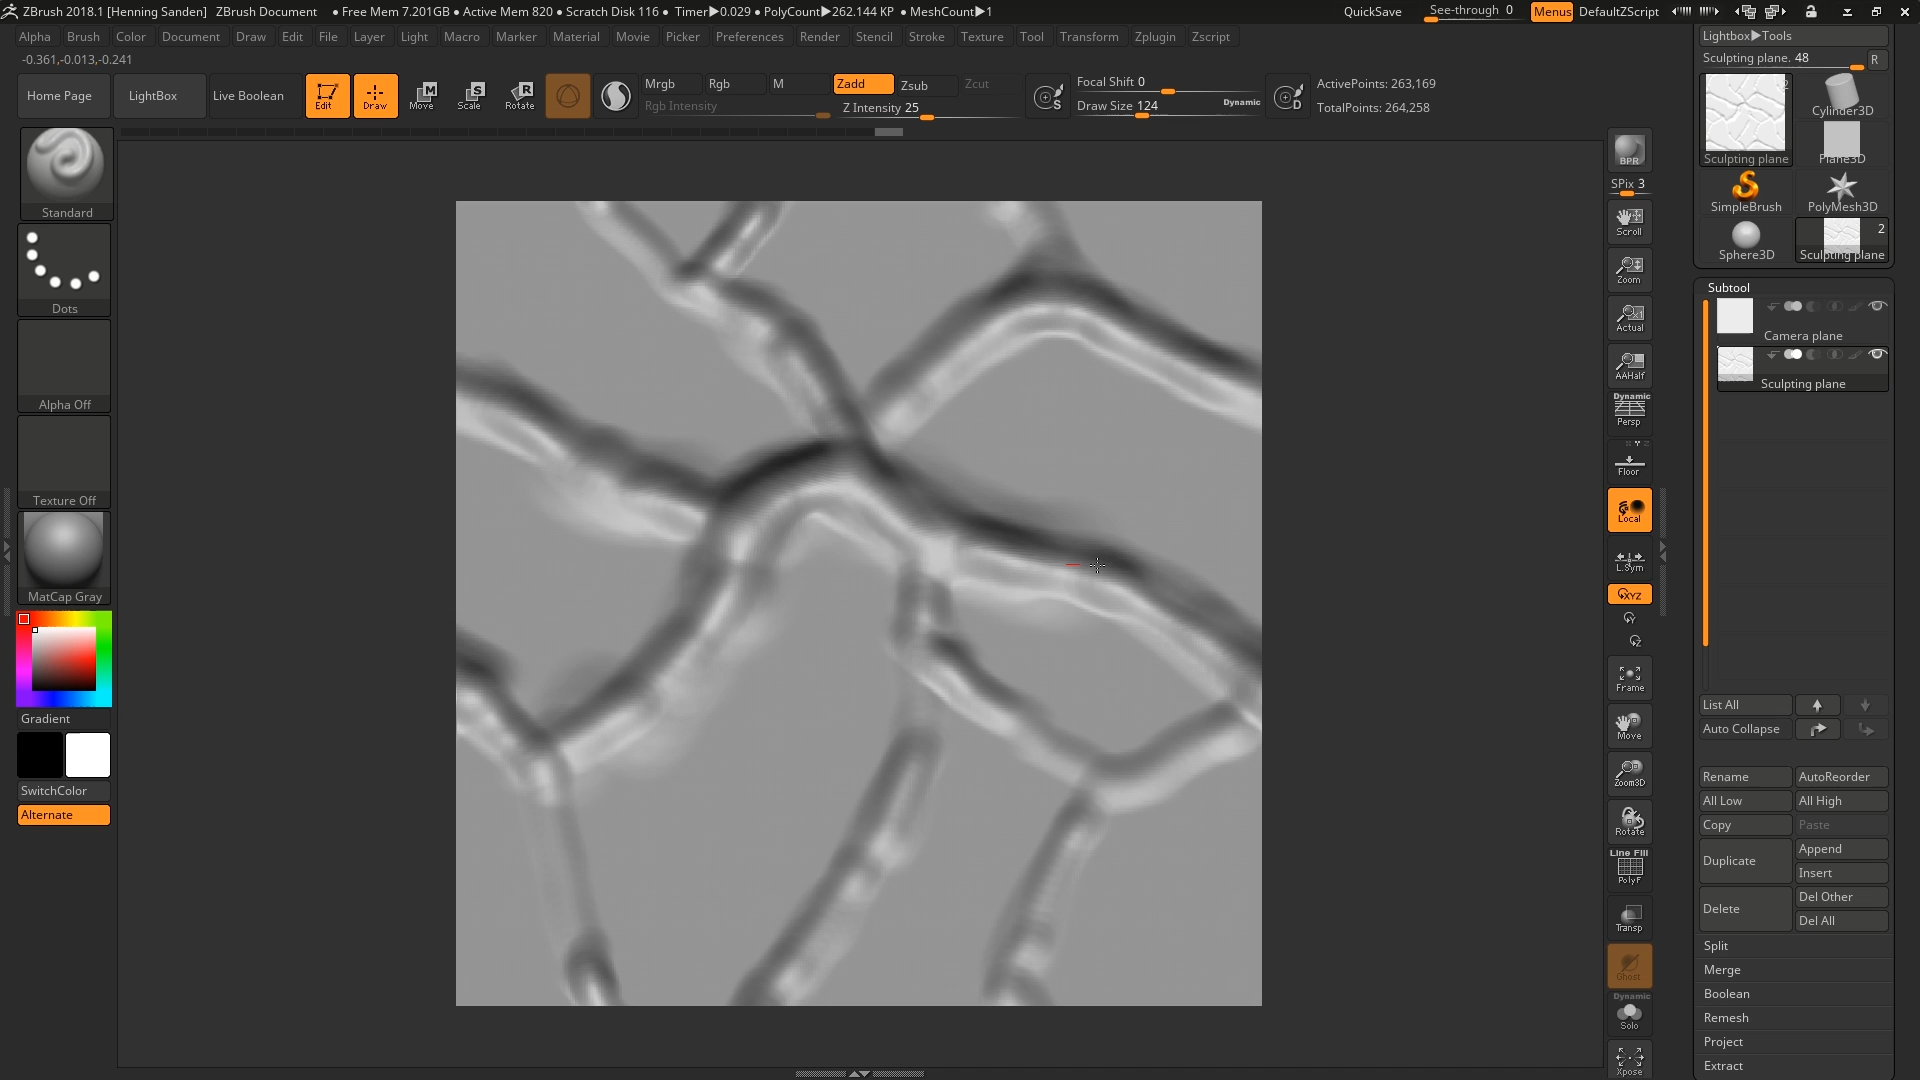 ZBrush 2018.1 [Henning Sanden] ZBrush Document ● Free Mem 7.201GB ● Active Mem 820 ● Scratch Disk 116 ● Timer▶0.029 ● PolyCount▶262.144 KP ● MeshCount▶1 QuickSave See-through 0 Menus DefaultZScript
Alpha Brush Color Document Draw Edit File Layer Light Macro Marker Material Movie Picker Preferences Render Stencil Stroke Texture Tool Transform Zplugin Zscript
-0.361,-0.013,-0.241
Home Page LightBox Live Boolean Edit Draw Move Scale Rotate
Mrgb Rgb M Zadd Zsub Zcut
Rgb Intensity Z Intensity 25
Focal Shift 0
Draw Size 124 Dynamic
ActivePoints: 263,169
TotalPoints: 264,258
S
D
Standard
Dots
Alpha Off
Texture Off
MatCap Gray
Gradient
SwitchColor
Alternate
BPR
SPix 3
Scroll
Zoom
Actual
AAHalf
Dynamic
Persp
Floor
Local
L.Sym
XYZ
Y
Z
Frame
Move
Zoom3D
Rotate
Line Fill
PolyF
Transp
Ghost
Dynamic
Solo
Xpose
Lightbox▶Tools
Sculpting plane. 48 R
2
Sculpting plane
Cylinder3D
Plane3D
SimpleBrush
PolyMesh3D
Sphere3D
2
Sculpting plane
Subtool
Camera plane
Sculpting plane
List All
Auto Collapse
Rename AutoReorder
All Low All High
Copy Paste
Duplicate Append
Insert
Delete Del Other
Del All
Split
Merge
Boolean
Remesh
Project
Extract